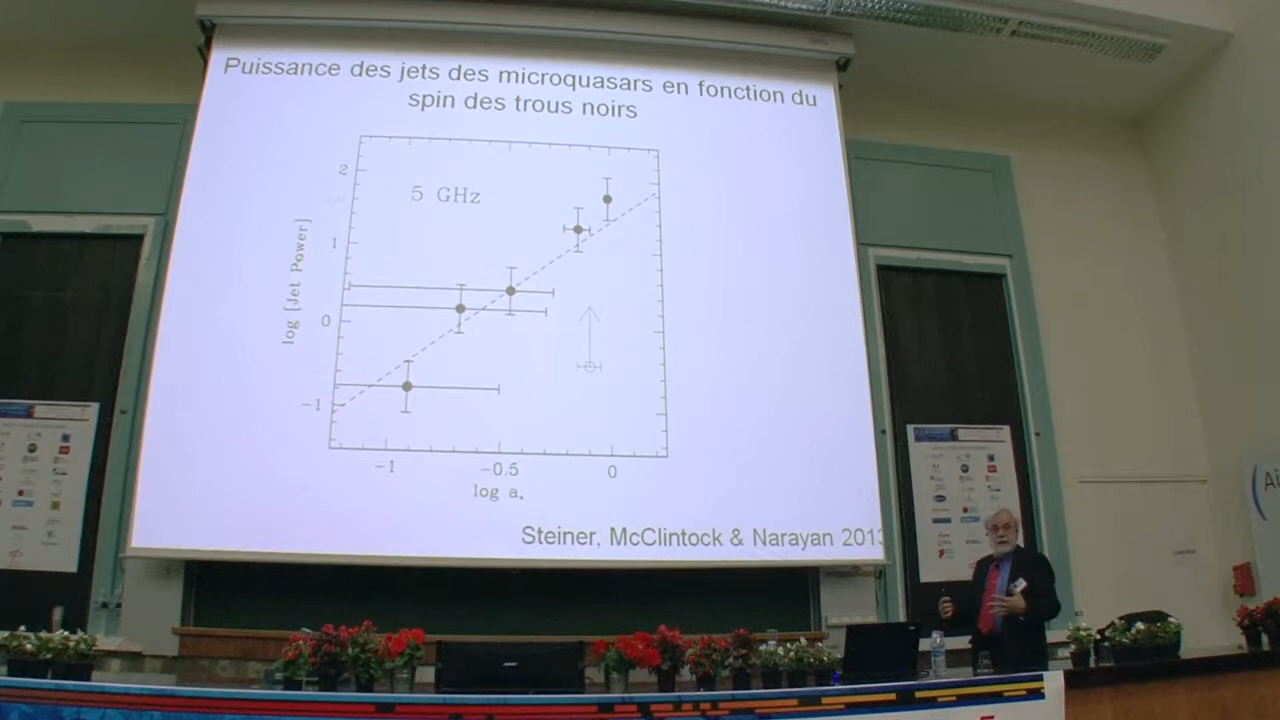 Puissance des jets des microquasars en fonction du
spin des trous noirs
5 GHz
log [Jet Power]
2
1
0
−1
−1
−0.5
0
log a*
Steiner, McClintock & Narayan 2013
Ai